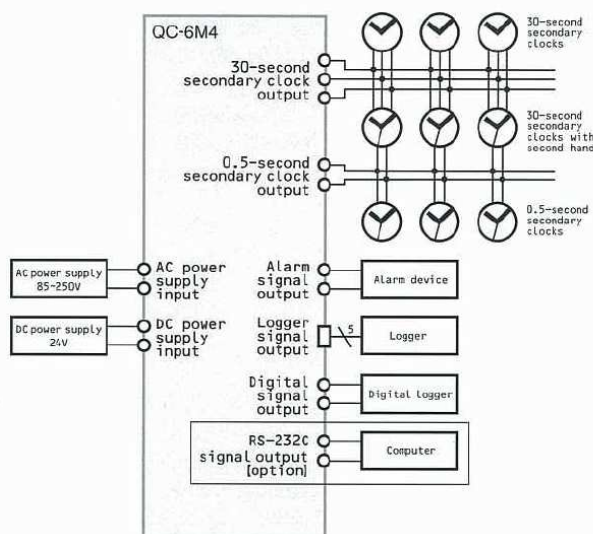 QC-6M4
30-second
secondary clock
output
30-second
secondary
clocks
30-second
secondary
clocks with
second hand
0.5-second
secondary clock
output
0.5-second
secondary
clocks
AC power supply
85~250V
AC power
supply
input
Alarm
signal
output
Alarm device
DC power supply
24V
DC power
supply
input
Logger
signal
output
5
Logger
Digital
signal
output
Digital logger
RS-232C
signal output
[option]
Computer